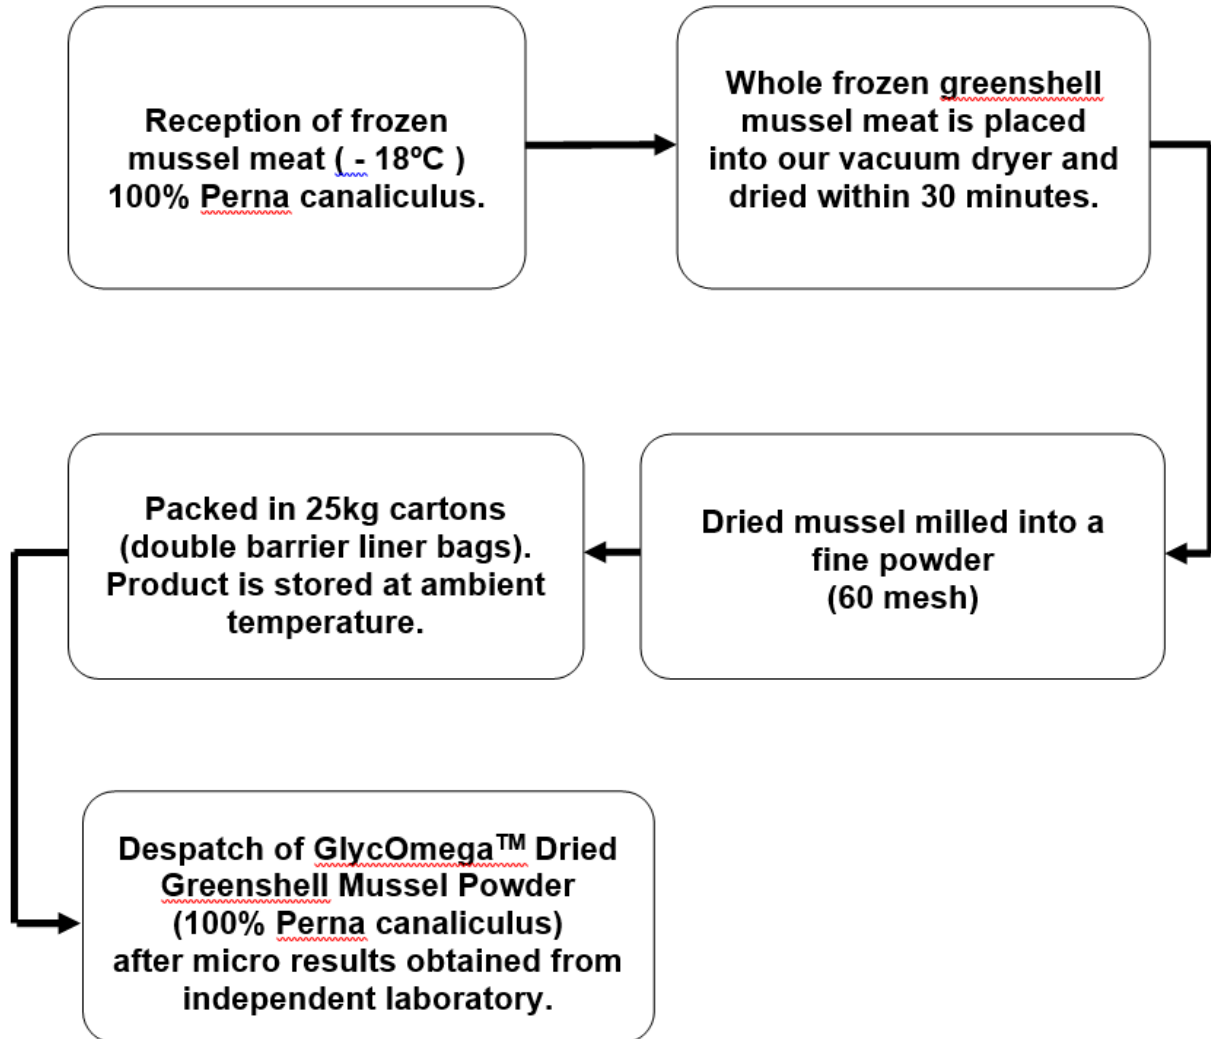 Reception of frozen
mussel meat ( - 18ºC )
100% Perna canaliculus.
Whole frozen greenshell
mussel meat is placed
into our vacuum dryer and
dried within 30 minutes.
Dried mussel milled into a
fine powder
(60 mesh)
Packed in 25kg cartons
(double barrier liner bags).
Product is stored at ambient
temperature.
Despatch of GlycOmega™ Dried
Greenshell Mussel Powder
(100% Perna canaliculus)
after micro results obtained from
independent laboratory.